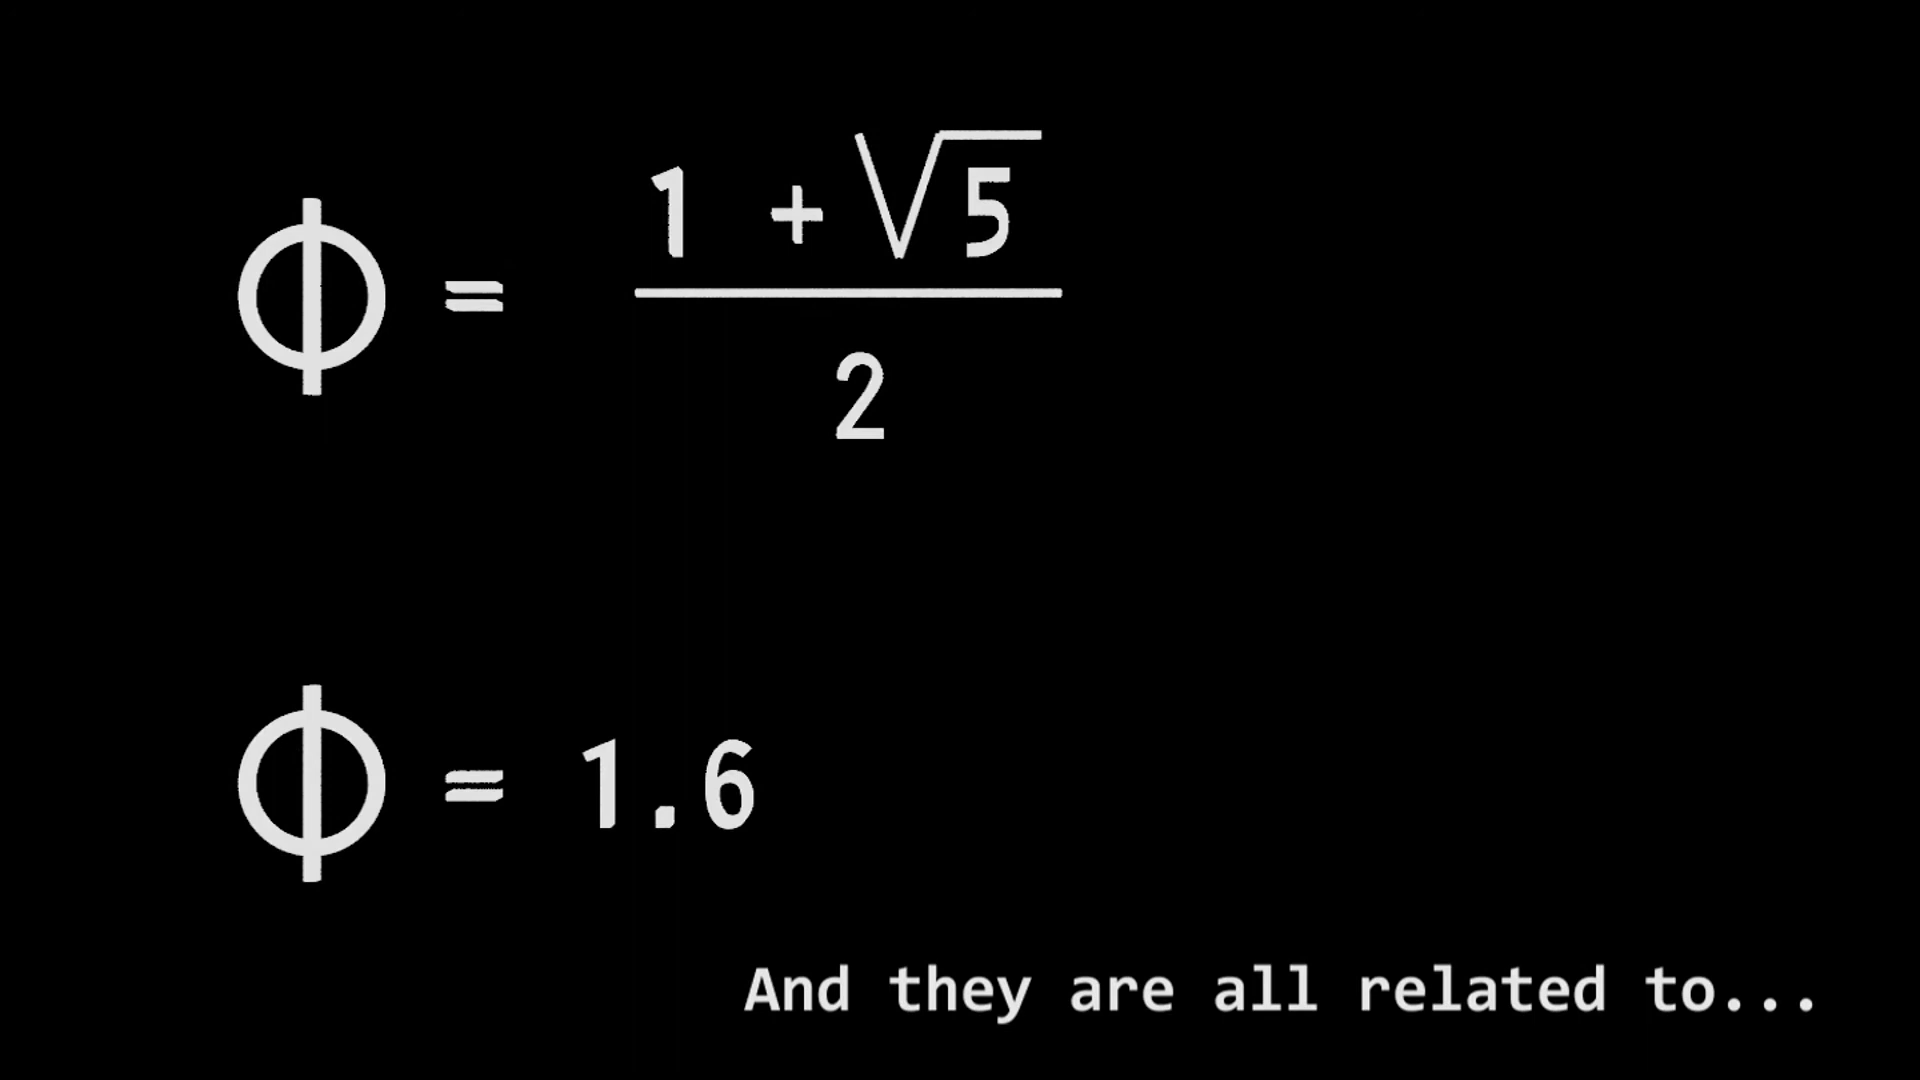 ϕ = (1 + √5) / 2
ϕ = 1.6
And they are all related to...